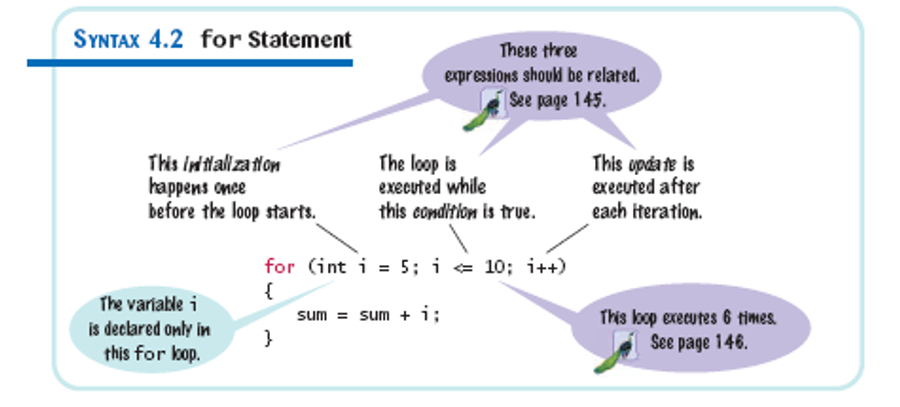 SYNTAX 4.2 for Statement
These three
expressions should be related.
See page 145.
This initialization
happens once
before the loop starts.
The loop is
executed while
this condition is true.
This update is
executed after
each iteration.
for (int i = 5; i <= 10; i++)
{
sum = sum + i;
}
The variable i
is declared only in
this for loop.
This loop executes 6 times.
See page 146.